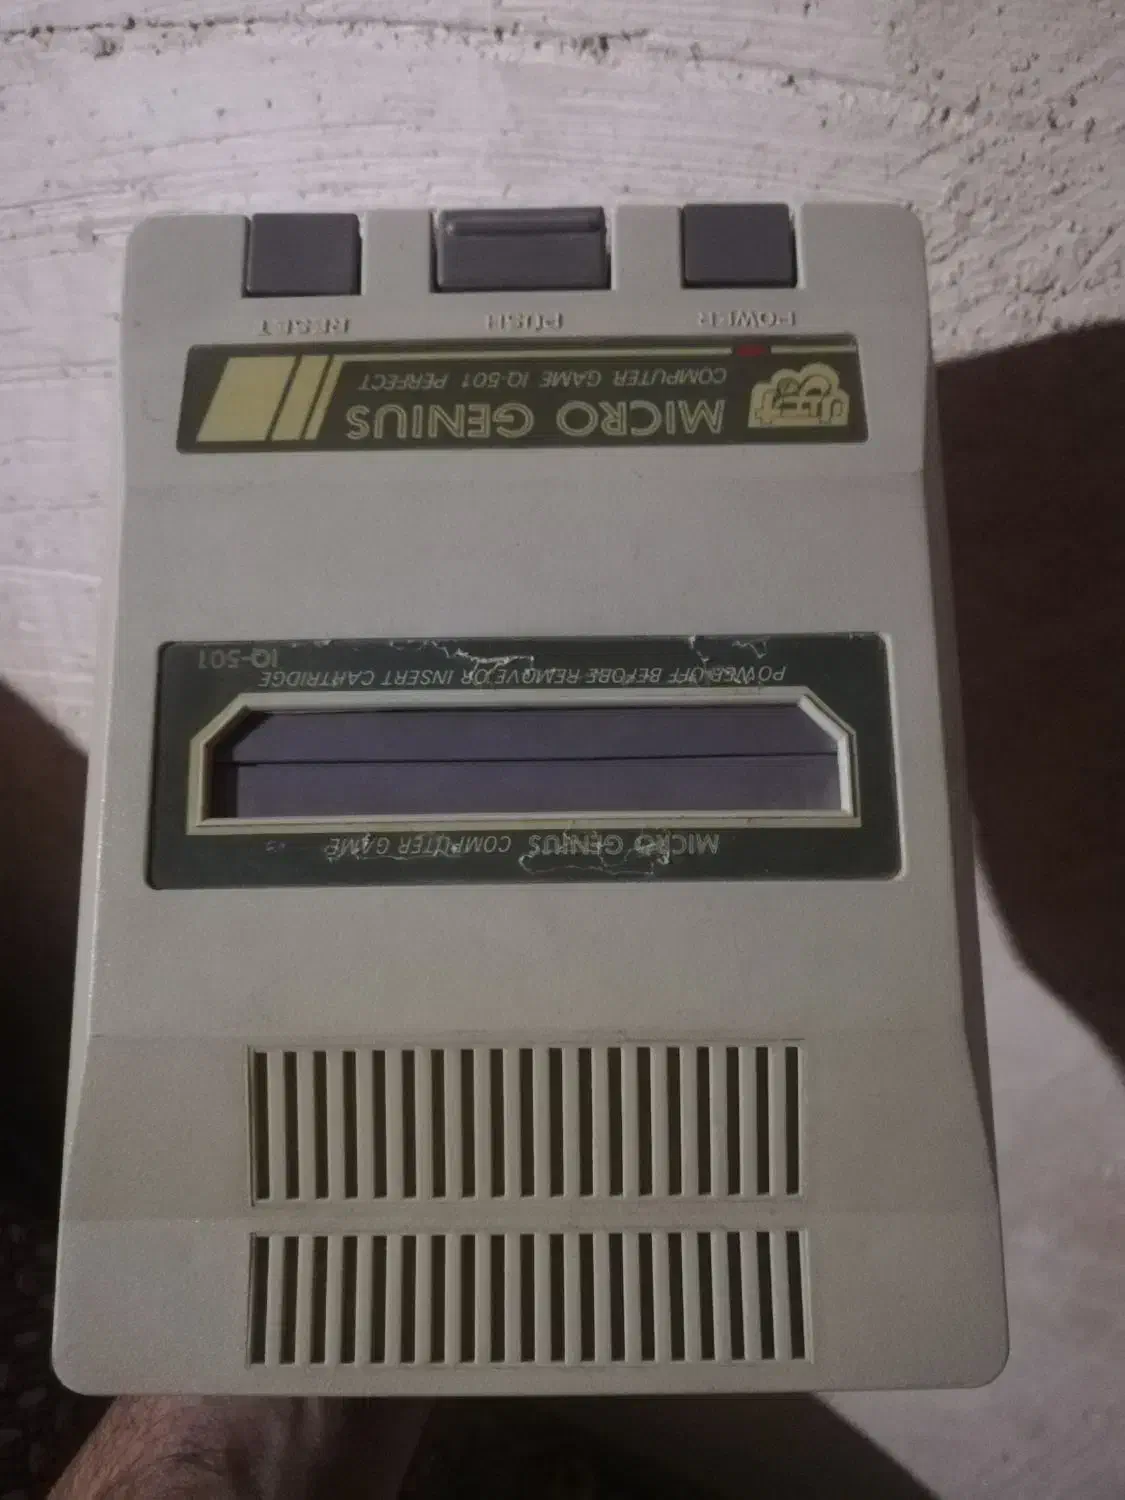 MICRO GENIUS COMPUTER GAME
POWER OFF BEFORE REMOVE OR INSERT CARTRIDGE
IQ-501
MICRO GENIUS
COMPUTER GAME IQ-501 PERFECT
POWER PUSH RESET